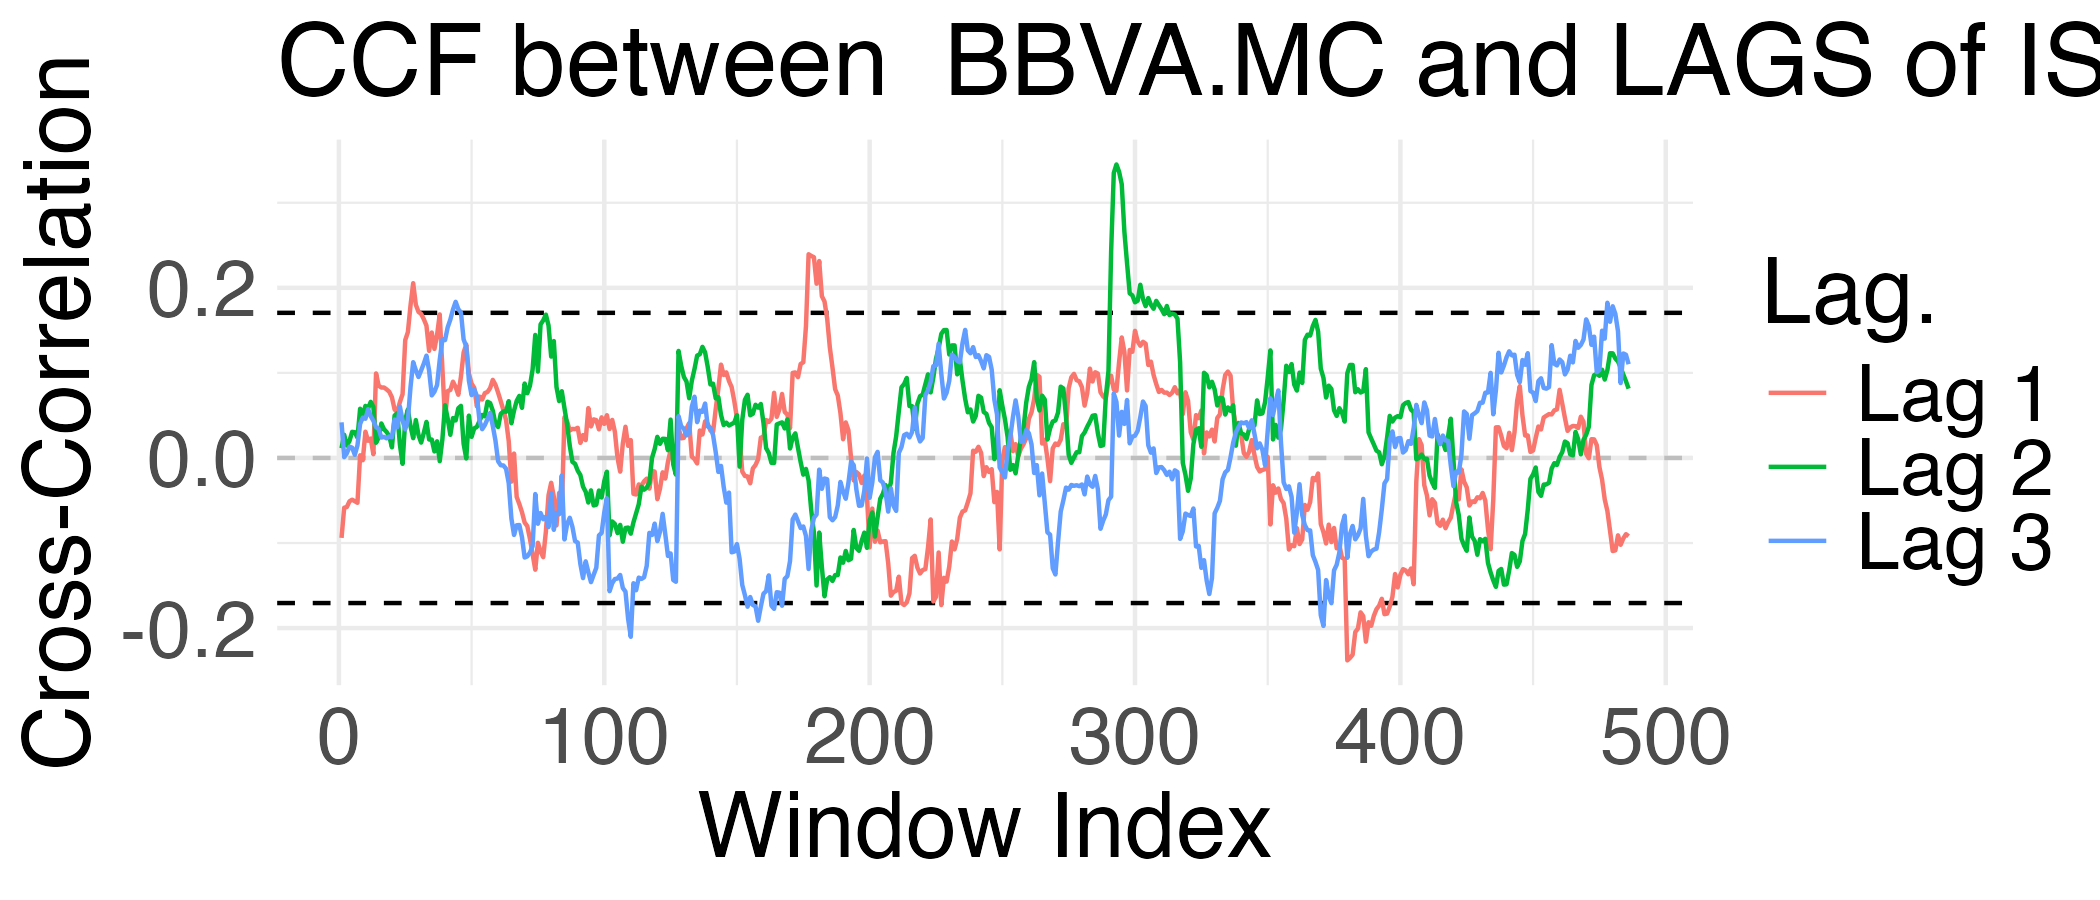 CCF between BBVA.MC and LAGS of IS
Cross-Correlation
0.2
0.0
-0.2
0 100 200 300 400 500
Window Index
Lag.
Lag 1
Lag 2
Lag 3